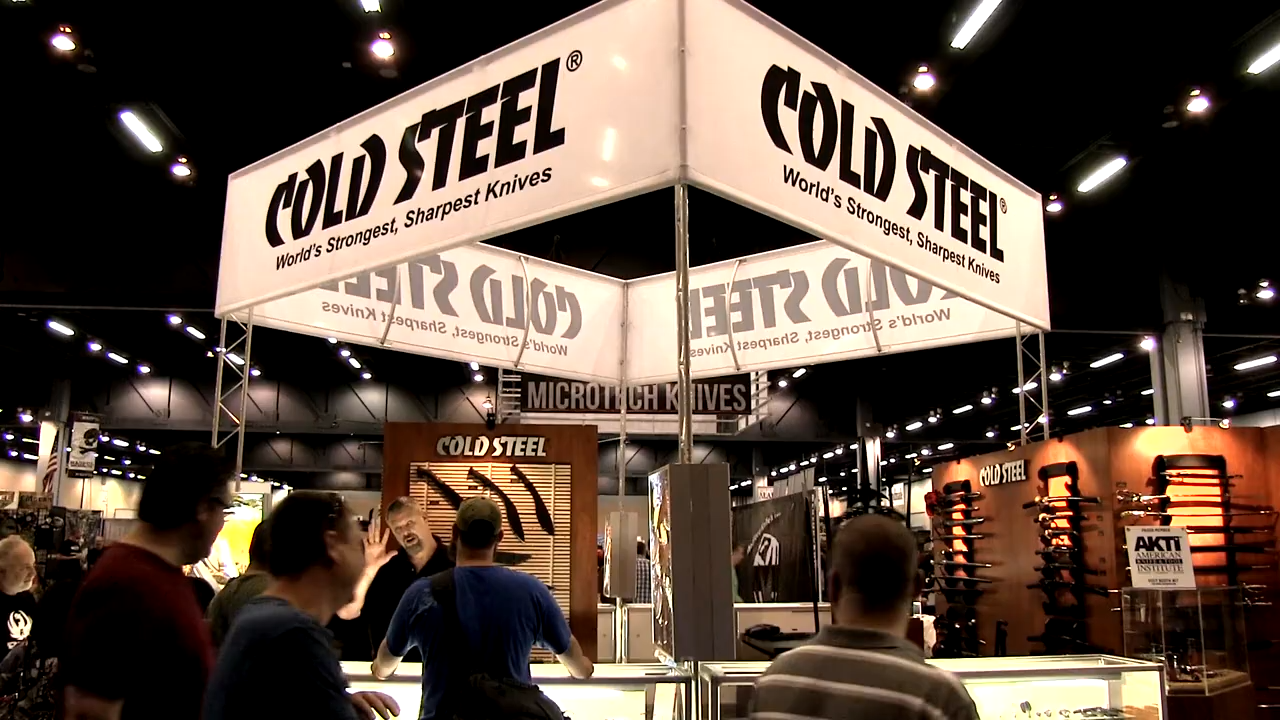 COLD STEEL®
World's Strongest, Sharpest Knives
COLD STEEL®
World's Strongest, Sharpest Knives
COLD STEEL
World's Strongest, Sharpest Knives
COLD STEEL
World's Strongest, Sharpest Knives
MICROTECH KNIVES
COLD STEEL
COLD STEEL
AKTI
AMERICAN
KNIFE & TOOL
INSTITUTE